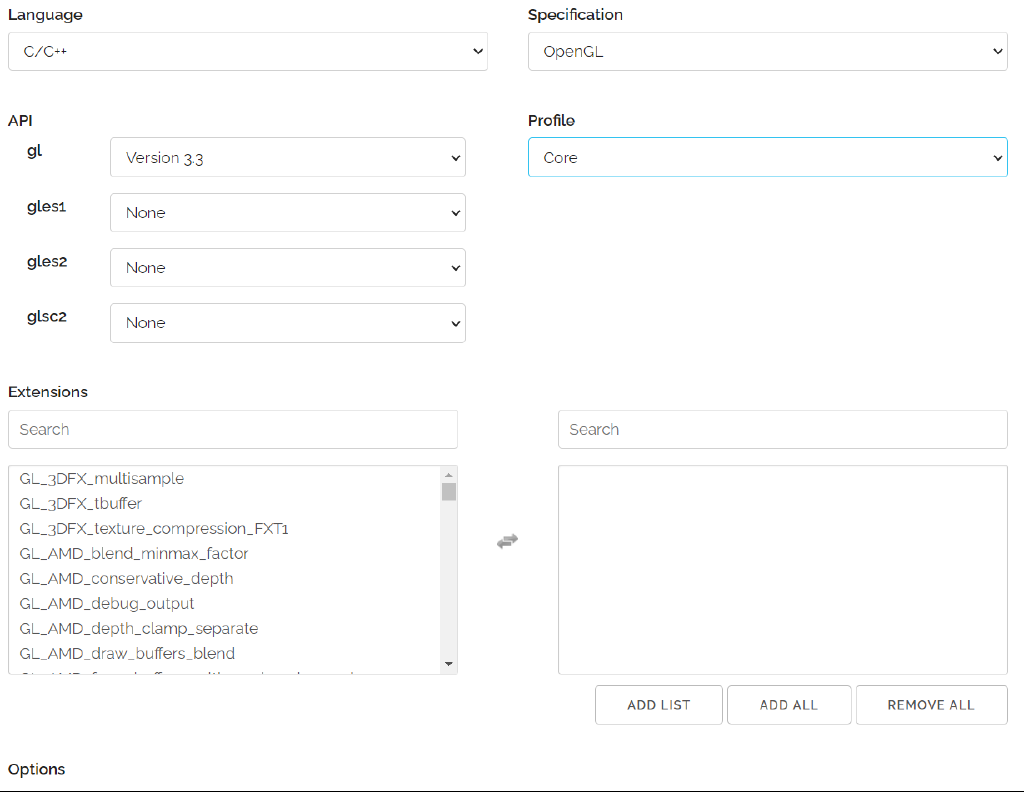 Language
Specification
C/C++
OpenGL
API
Profile
gl
Version 3.3
Core
gles1
None
gles2
None
glsc2
None
Extensions
Search
Search
GL_3DFX_multisample
GL_3DFX_tbuffer
GL_3DFX_texture_compression_FXT1
GL_AMD_blend_minmax_factor
GL_AMD_conservative_depth
GL_AMD_debug_output
GL_AMD_depth_clamp_separate
GL_AMD_draw_buffers_blend
ADD LIST
ADD ALL
REMOVE ALL
Options